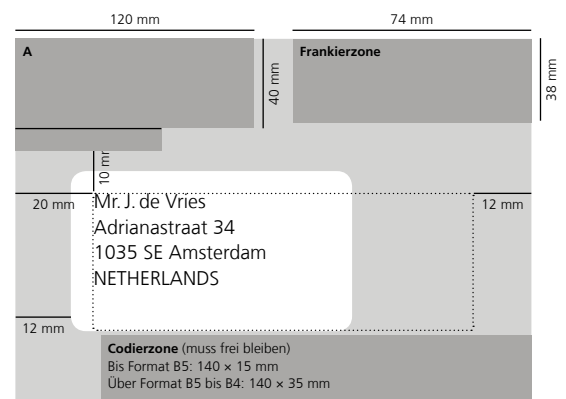 120 mm
74 mm
A
Frankierzone
40 mm
38 mm
10 mm
20 mm
12 mm
Mr. J. de Vries
Adrianastraat 34
1035 SE Amsterdam
NETHERLANDS
12 mm
Codierzone (muss frei bleiben)
Bis Format B5: 140 × 15 mm
Über Format B5 bis B4: 140 × 35 mm